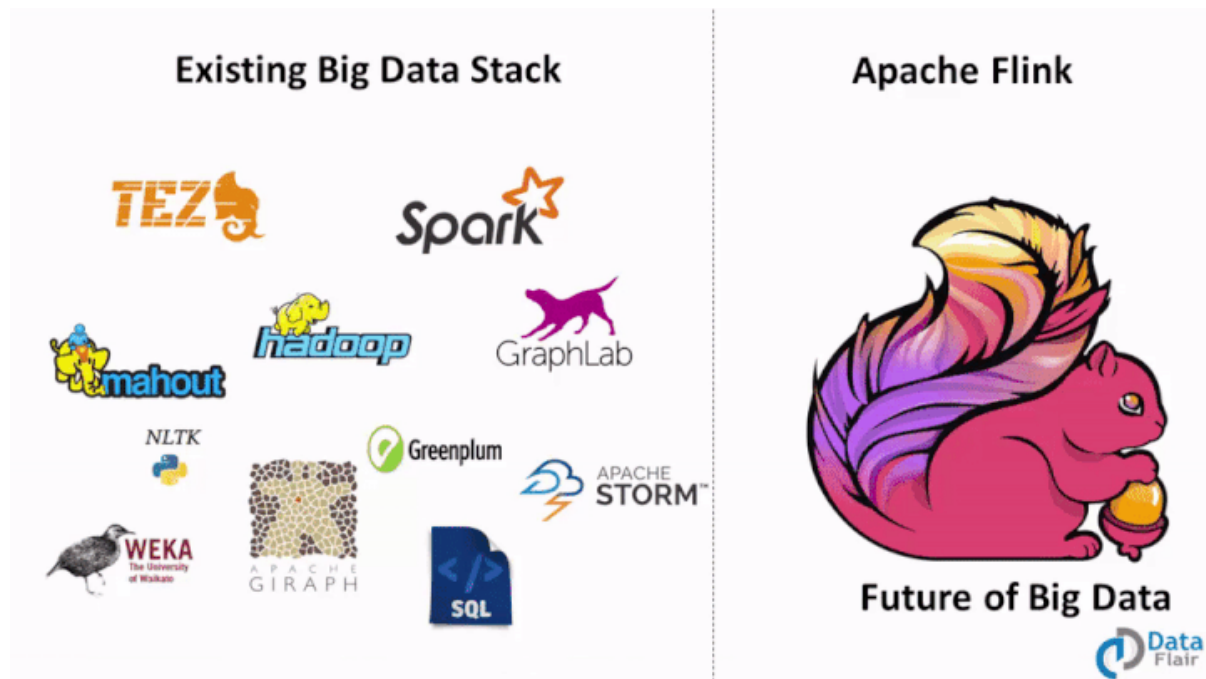 Existing Big Data Stack
Apache Flink
TEZ
Spark
hadoop
GraphLab
mahout
NLTK
Greenplum
APACHE
STORM™
WEKA
The University
of Waikato
APACHE
GIRAPH
</>
SQL
Future of Big Data
Data
Flair